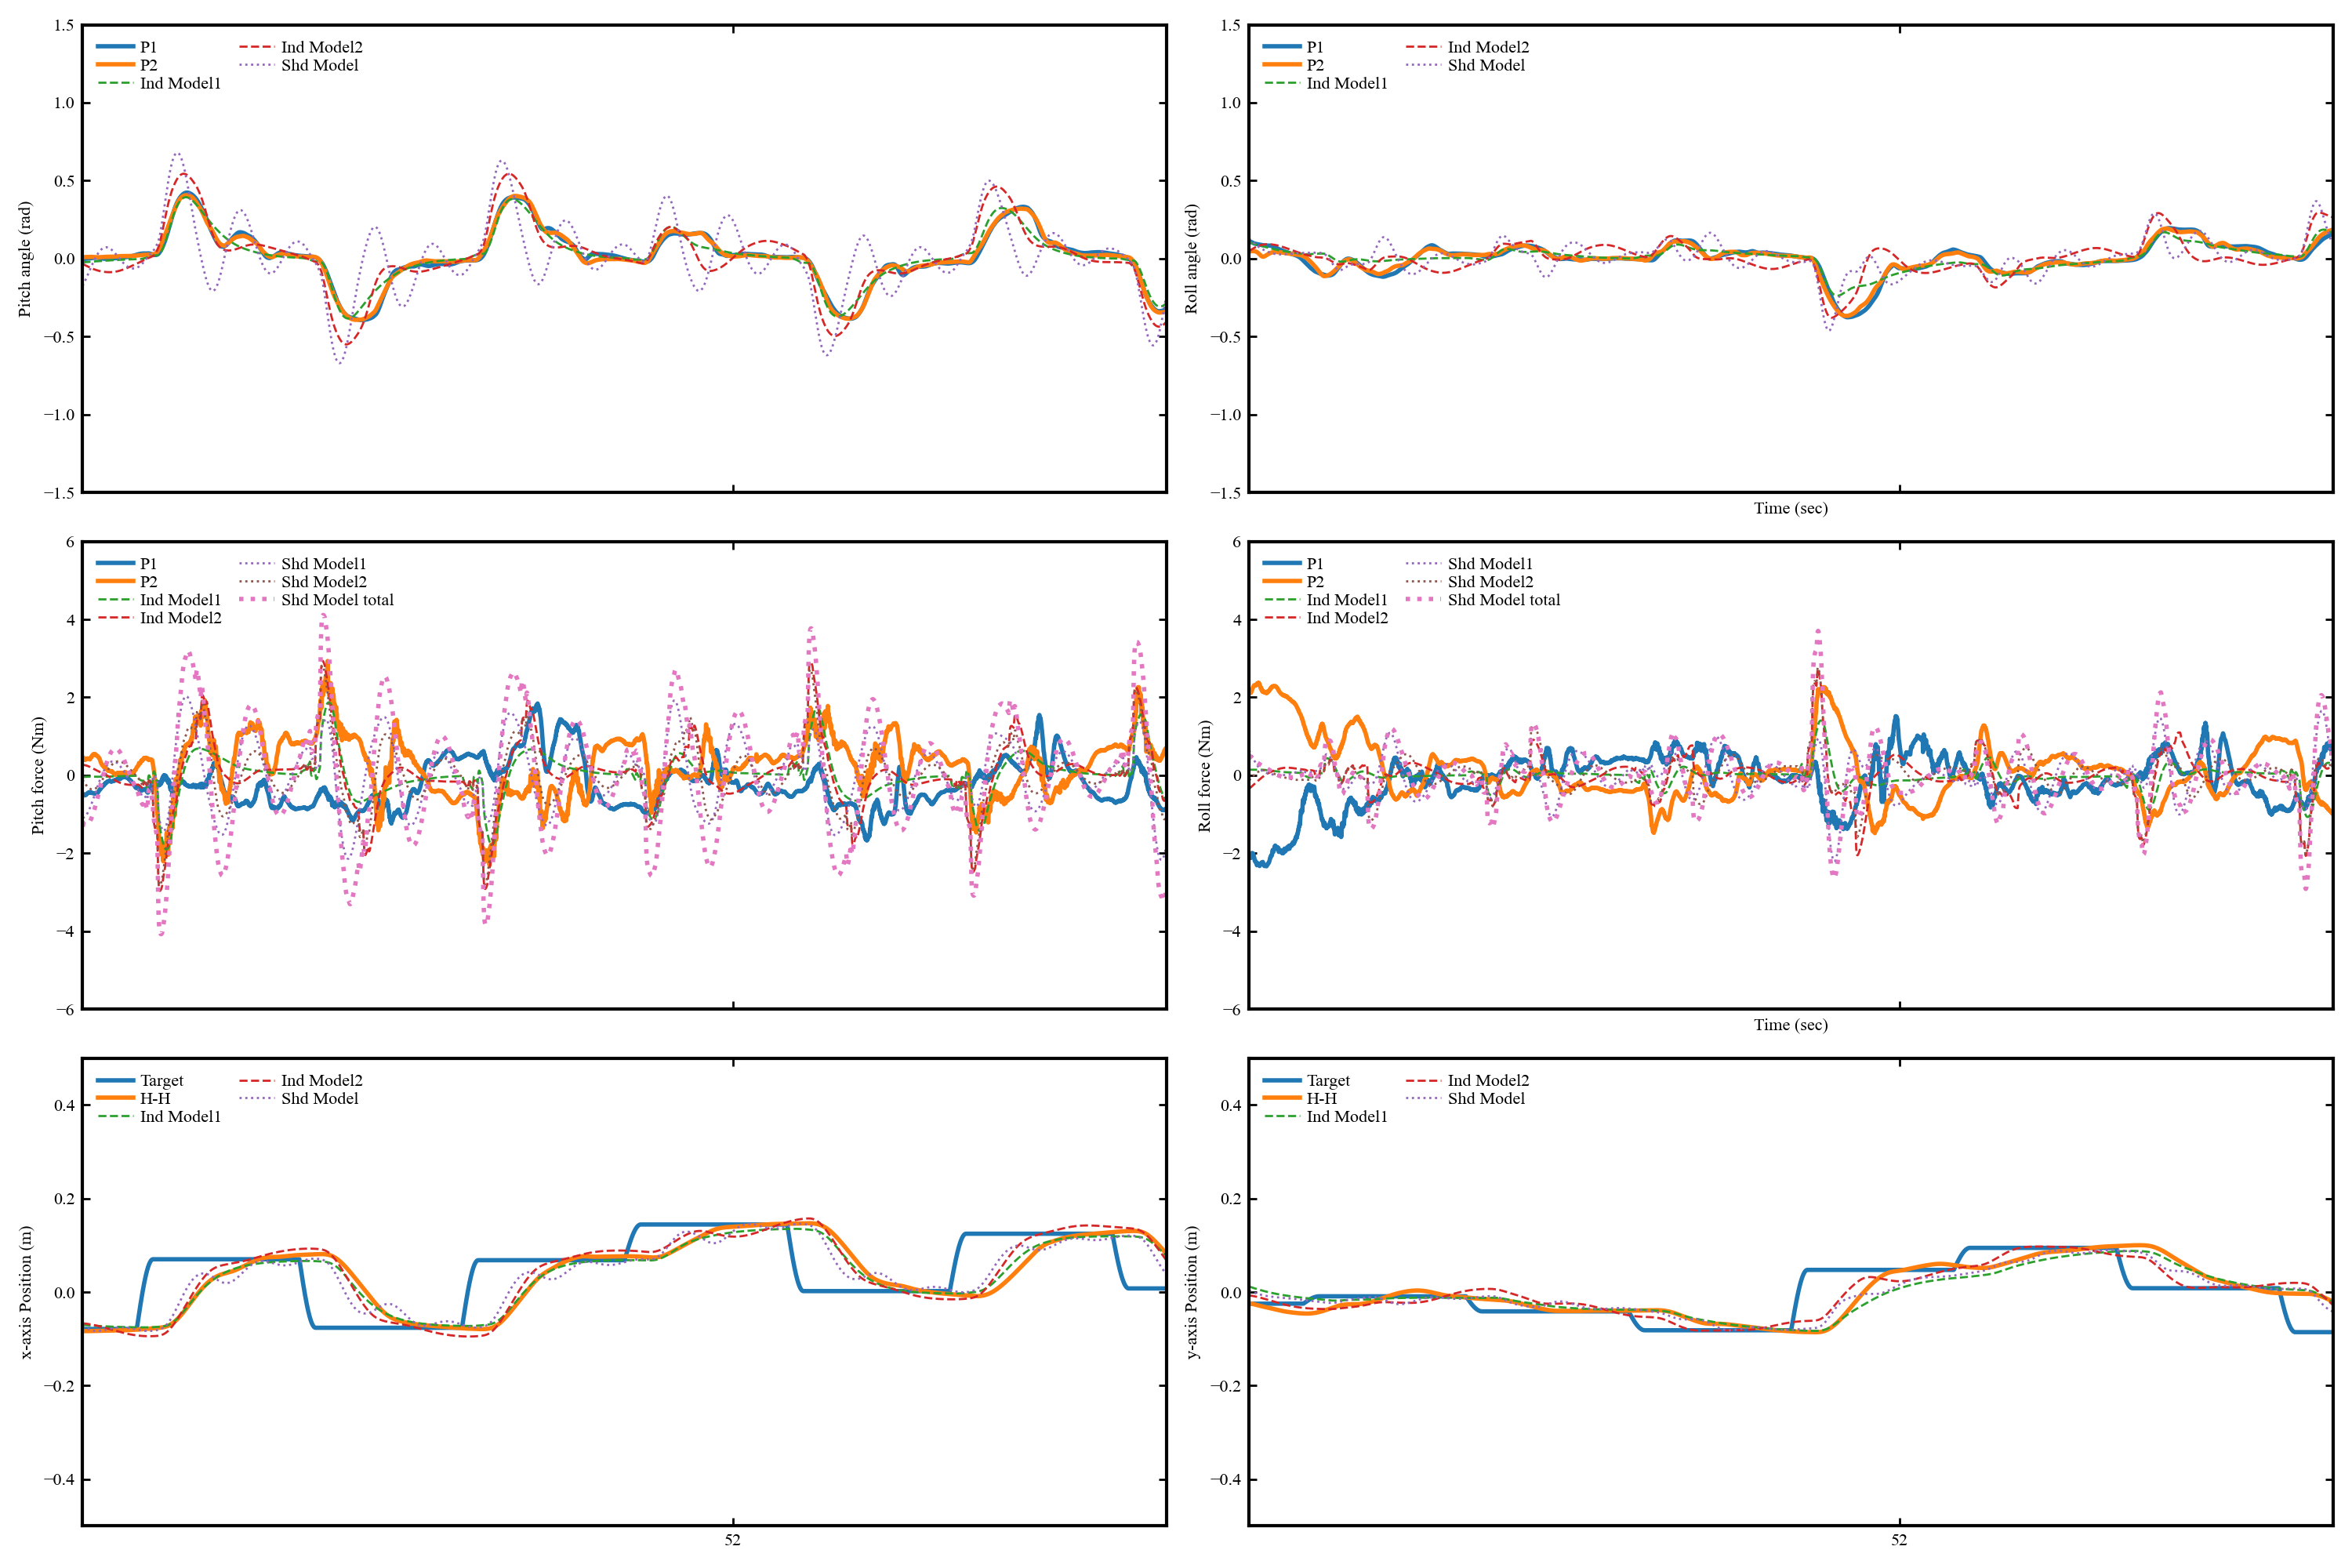 1.5
1.0
0.5
0.0
−0.5
−1.0
−1.5
Pitch angle (rad)
P1
P2
Ind Model1
Ind Model2
Shd Model
1.5
1.0
0.5
0.0
−0.5
−1.0
−1.5
Roll angle (rad)
P1
P2
Ind Model1
Ind Model2
Shd Model
Time (sec)
6
4
2
0
−2
−4
−6
Pitch force (Nm)
P1
P2
Ind Model1
Ind Model2
Shd Model1
Shd Model2
Shd Model total
6
4
2
0
−2
−4
−6
Roll force (Nm)
P1
P2
Ind Model1
Ind Model2
Shd Model1
Shd Model2
Shd Model total
Time (sec)
0.4
0.2
0.0
−0.2
−0.4
x-axis Position (m)
Target
H-H
Ind Model1
Ind Model2
Shd Model
52
0.4
0.2
0.0
−0.2
−0.4
y-axis Position (m)
Target
H-H
Ind Model1
Ind Model2
Shd Model
52